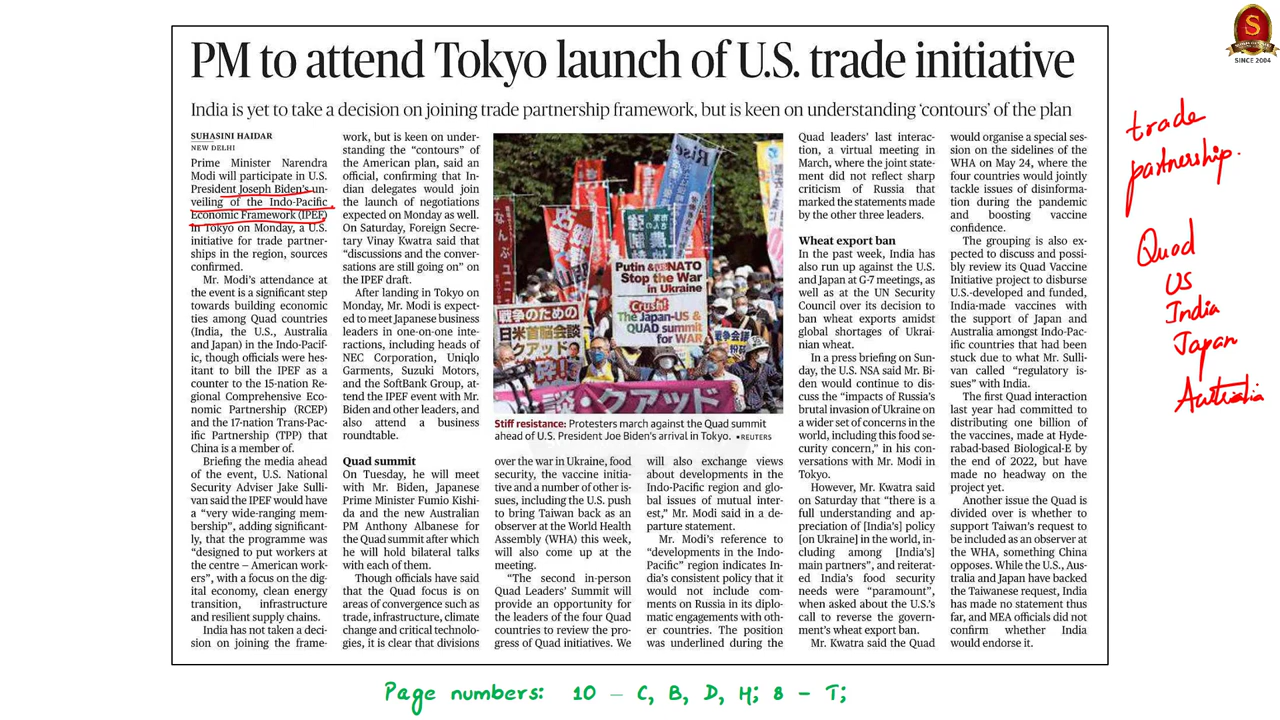 PM to attend Tokyo launch of U.S. trade initiative
India is yet to take a decision on joining trade partnership framework, but is keen on understanding ‘contours’ of the plan
SUHASINI HAIDAR
NEW DELHI
Prime Minister Narendra
Modi will participate in U.S.
President Joseph Biden's un-
veiling of the Indo-Pacific
Economic Framework (IPEF)
in Tokyo on Monday, a U.S.
initiative for trade partner-
ships in the region, sources
confirmed.
Mr. Modi's attendance at
the event is a significant step
towards building economic
ties among Quad countries
(India, the U.S., Australia
and Japan) in the Indo-Pacif-
ic, though officials were hes-
itant to bill the IPEF as a
counter to the 15-nation Re-
gional Comprehensive Eco-
nomic Partnership (RCEP)
and the 17-nation Trans-Pac-
ific Partnership (TPP) that
China is a member of.
Briefing the media ahead
of the event, U.S. National
Security Adviser Jake Sulli-
van said the IPEF would have
a “very wide-ranging mem-
bership”, adding significant-
ly, that the programme was
“designed to put workers at
the centre – American work-
ers”, with a focus on the dig-
ital economy, clean energy
transition, infrastructure
and resilient supply chains.
India has not taken a deci-
sion on joining the frame-
work, but is keen on under-
standing the “contours” of
the American plan, said an
official, confirming that In-
dian delegates would join
the launch of negotiations
expected on Monday as well.
On Saturday, Foreign Secre-
tary Vinay Kwatra said that
“discussions and the conver-
sations are still going on” on
the IPEF draft.
After landing in Tokyo on
Monday, Mr. Modi is expect-
ed to meet Japanese business
leaders in one-on-one inte-
ractions, including heads of
NEC Corporation, Uniqlo
Garments, Suzuki Motors,
and the SoftBank Group, at-
tend the IPEF event with Mr.
Biden and other leaders, and
also attend a business
roundtable.
Quad summit
On Tuesday, he will meet
with Mr. Biden, Japanese
Prime Minister Fumio Kishi-
da and the new Australian
PM Anthony Albanese for
the Quad summit after which
he will hold bilateral talks
with each of them.
Though officials have said
that the Quad focus is on
areas of convergence such as
trade, infrastructure, climate
change and critical technolo-
gies, it is clear that divisions
Rise
なんぶユニ
Putin & US NATO
Stop the War
in Ukraine
Crush!
The Japan-US &
QUAD summit
for WAR
戦争のための
日米首脳会談
クアッド
砕!
戦争会議
粉砕
談・クアッド
Stiff resistance: Protesters march against the Quad summit
ahead of U.S. President Joe Biden's arrival in Tokyo. ▪REUTERS
over the war in Ukraine, food
security, the vaccine initia-
tive and a number of other is-
sues, including the U.S. push
to bring Taiwan back as an
observer at the World Health
Assembly (WHA) this week,
will also come up at the
meeting.
“The second in-person
Quad Leaders' Summit will
provide an opportunity for
the leaders of the four Quad
countries to review the pro-
gress of Quad initiatives. We
will also exchange views
about developments in the
Indo-Pacific region and glo-
bal issues of mutual inter-
est,” Mr. Modi said in a de-
parture statement.
Mr. Modi's reference to
“developments in the Indo-
Pacific” region indicates In-
dia's consistent policy that it
would not include com-
ments on Russia in its diplo-
matic engagements with oth-
er countries. The position
was underlined during the
Quad leaders' last interac-
tion, a virtual meeting in
March, where the joint state-
ment did not reflect sharp
criticism of Russia that
marked the statements made
by the other three leaders.
Wheat export ban
In the past week, India has
also run up against the U.S.
and Japan at G-7 meetings, as
well as at the UN Security
Council over its decision to
ban wheat exports amidst
global shortages of Ukrai-
nian wheat.
In a press briefing on Sun-
day, the U.S. NSA said Mr. Bi-
den would continue to dis-
cuss the “impacts of Russia's
brutal invasion of Ukraine on
a wider set of concerns in the
world, including this food se-
curity concern,” in his con-
versations with Mr. Modi in
Tokyo.
However, Mr. Kwatra said
on Saturday that “there is a
full understanding and ap-
preciation of [India's] policy
[on Ukraine] in the world, in-
cluding among [India's]
main partners”, and reiterat-
ed India's food security
needs were “paramount”,
when asked about the U.S.'s
call to reverse the govern-
ment's wheat export ban.
Mr. Kwatra said the Quad
would organise a special ses-
sion on the sidelines of the
WHA on May 24, where the
four countries would jointly
tackle issues of disinforma-
tion during the pandemic
and boosting vaccine
confidence.
The grouping is also ex-
pected to discuss and possi-
bly review its Quad Vaccine
Initiative project to disburse
U.S.-developed and funded,
India-made vaccines with
the support of Japan and
Australia amongst Indo-Pac-
ific countries that had been
stuck due to what Mr. Sulli-
van called “regulatory is-
sues” with India.
The first Quad interaction
last year had committed to
distributing one billion of
the vaccines, made at Hyde-
rabad-based Biological-E by
the end of 2022, but have
made no headway on the
project yet.
Another issue the Quad is
divided over is whether to
support Taiwan's request to
be included as an observer at
the WHA, something China
opposes. While the U.S., Aus-
tralia and Japan have backed
the Taiwanese request, India
has made no statement thus
far, and MEA officials did not
confirm whether India
would endorse it.
S
SINCE 2004
trade
partnership.
Quad
US
India
Japan
Australia
Page numbers: 10 – C, B, D, H; 8 – T;